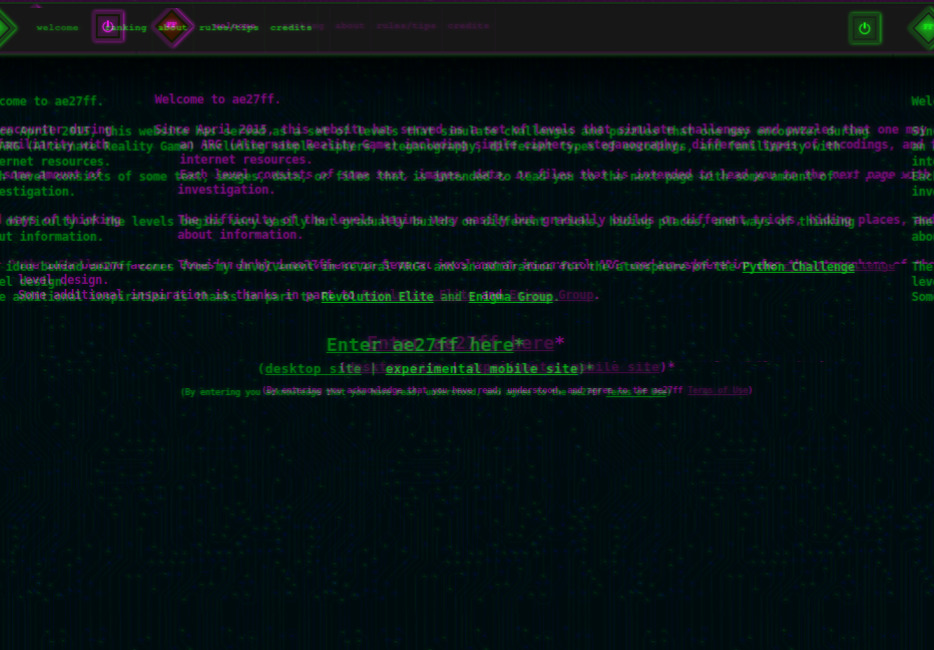 welcome ranking about rules/tips credits
Welcome to ae27ff.
Since April 2015, this website has served as a set of levels that simulate challenges and puzzles that one may encounter during
an ARG (Alternate Reality Game) including simple ciphers, steganography, different types of encodings, and familiarity with
internet resources.
Each level consists of some text, images, data, or files that is intended to lead you to the next page with some amount of
investigation.
The difficulty of the levels begins very easily but gradually builds on different tricks, hiding places, and ways of thinking
about information.
The idea behind ae27ff comes from my involvement in several ARGs and an admiration for the atmosphere of the Python Challenge
level design.
Some additional inspiration is thanks in part to Revolution Elite and Enigma Group.
Enter ae27ff here*
(desktop site | experimental mobile site)*
(By entering you acknowledge that you have read, understood, and agree to the ae27ff Terms of Use)